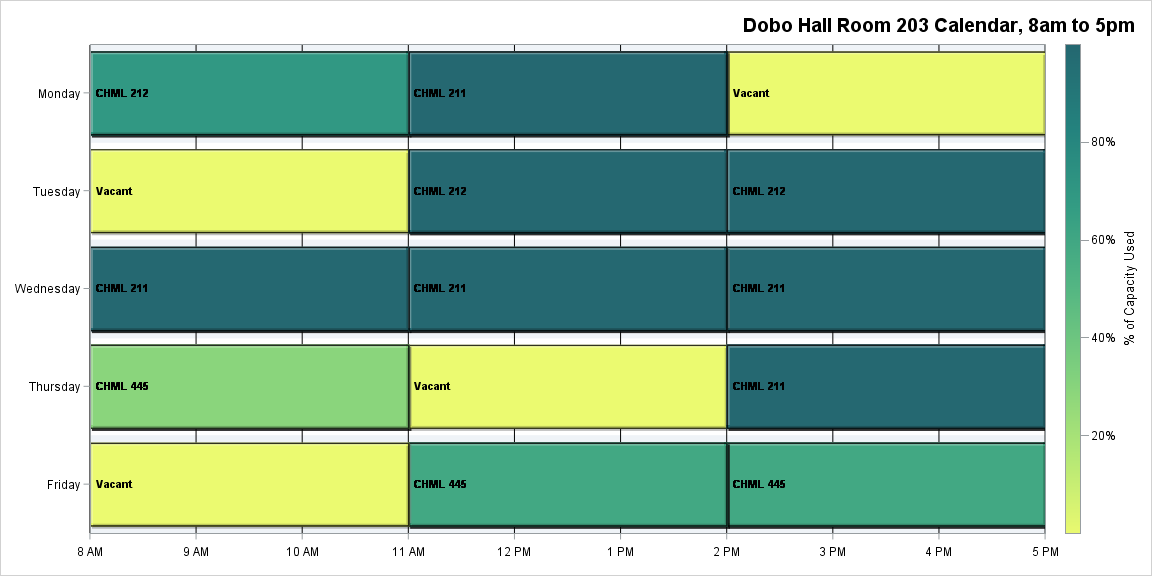 Dobo Hall Room 203 Calendar, 8am to 5pm
Monday
CHML 212
CHML 211
Vacant
Tuesday
Vacant
CHML 212
CHML 212
Wednesday
CHML 211
CHML 211
CHML 211
Thursday
CHML 445
Vacant
CHML 211
Friday
Vacant
CHML 445
CHML 445
8 AM
9 AM
10 AM
11 AM
12 PM
1 PM
2 PM
3 PM
4 PM
5 PM
80%
60%
40%
20%
% of Capacity Used